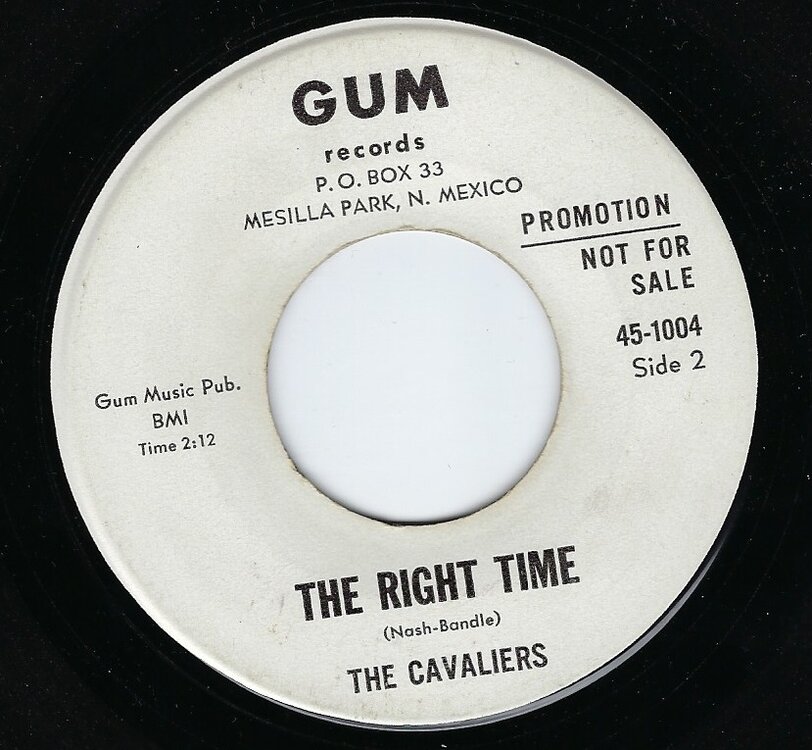 GUM
records
P.O. BOX 33
MESILLA PARK, N. MEXICO
PROMOTION
NOT FOR
SALE
45-1004
Side 2
Gum Music Pub.
BMI
Time 2:12
THE RIGHT TIME
(Nash-Bandle)
THE CAVALIERS